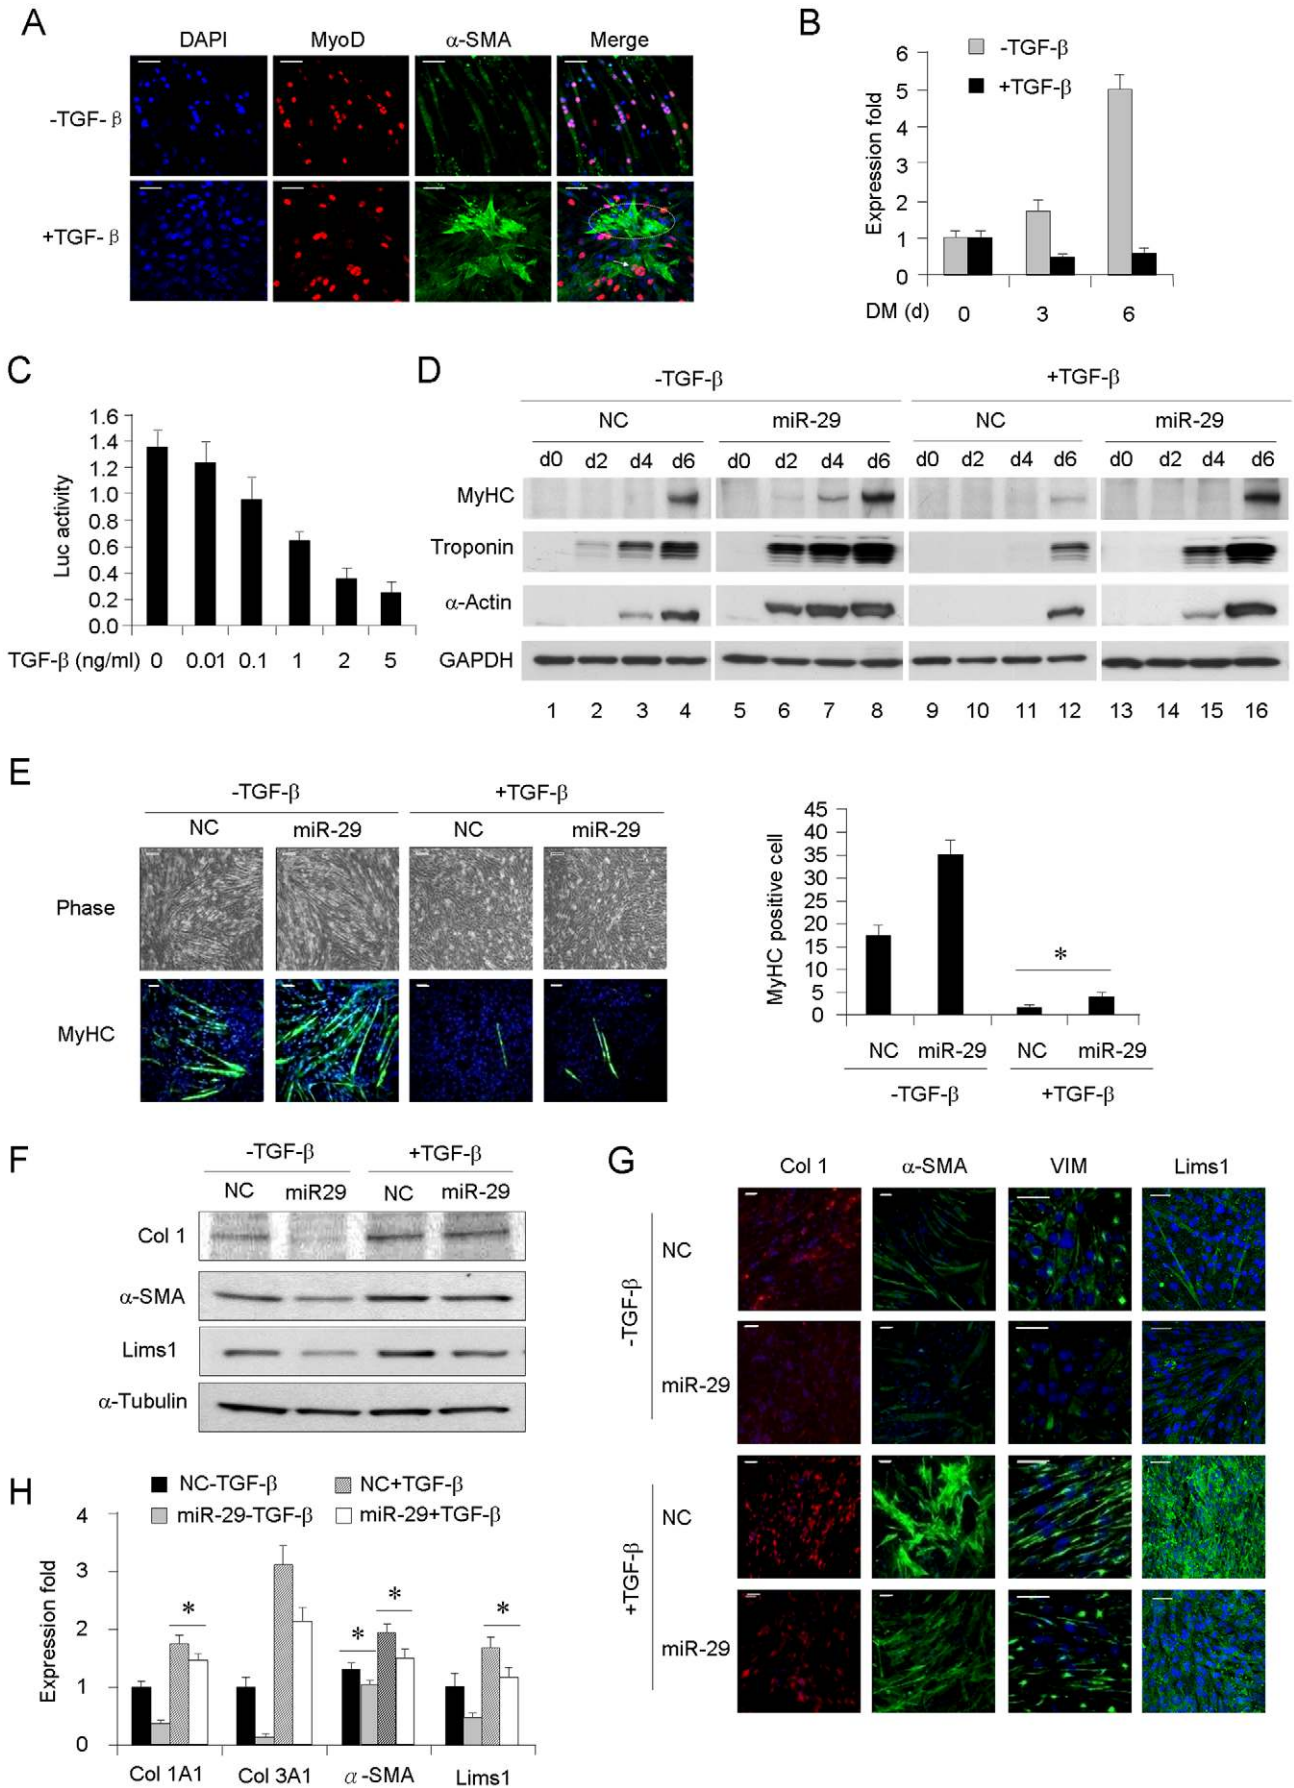 A
DAPI MyoD α-SMA Merge
-TGF-β
+TGF-β
B
-TGF-β
+TGF-β
Expression fold
6
5
4
3
2
1
0
DM (d) 0 3 6
C
Luc activity
1.6
1.4
1.2
1.0
0.8
0.6
0.4
0.2
0.0
TGF-β (ng/ml) 0 0.01 0.1 1 2 5
D
-TGF-β +TGF-β
NC miR-29 NC miR-29
d0 d2 d4 d6 d0 d2 d4 d6 d0 d2 d4 d6 d0 d2 d4 d6
MyHC
Troponin
α-Actin
GAPDH
1 2 3 4 5 6 7 8 9 10 11 12 13 14 15 16
E
-TGF-β +TGF-β
NC miR-29 NC miR-29
Phase
MyHC
MyHC positive cell
45
40
35
30
25
20
15
10
5
0
*
NC miR-29 NC miR-29
-TGF-β +TGF-β
F
-TGF-β +TGF-β
NC miR29 NC miR-29
Col 1
α-SMA
Lims1
α-Tubulin
G
Col 1 α-SMA VIM Lims1
-TGF-β
NC
miR-29
+TGF-β
NC
miR-29
H
NC-TGF-β NC+TGF-β
miR-29-TGF-β miR-29+TGF-β
Expression fold
4
3
2
1
0
* * * *
Col 1A1 Col 3A1 α-SMA Lims1